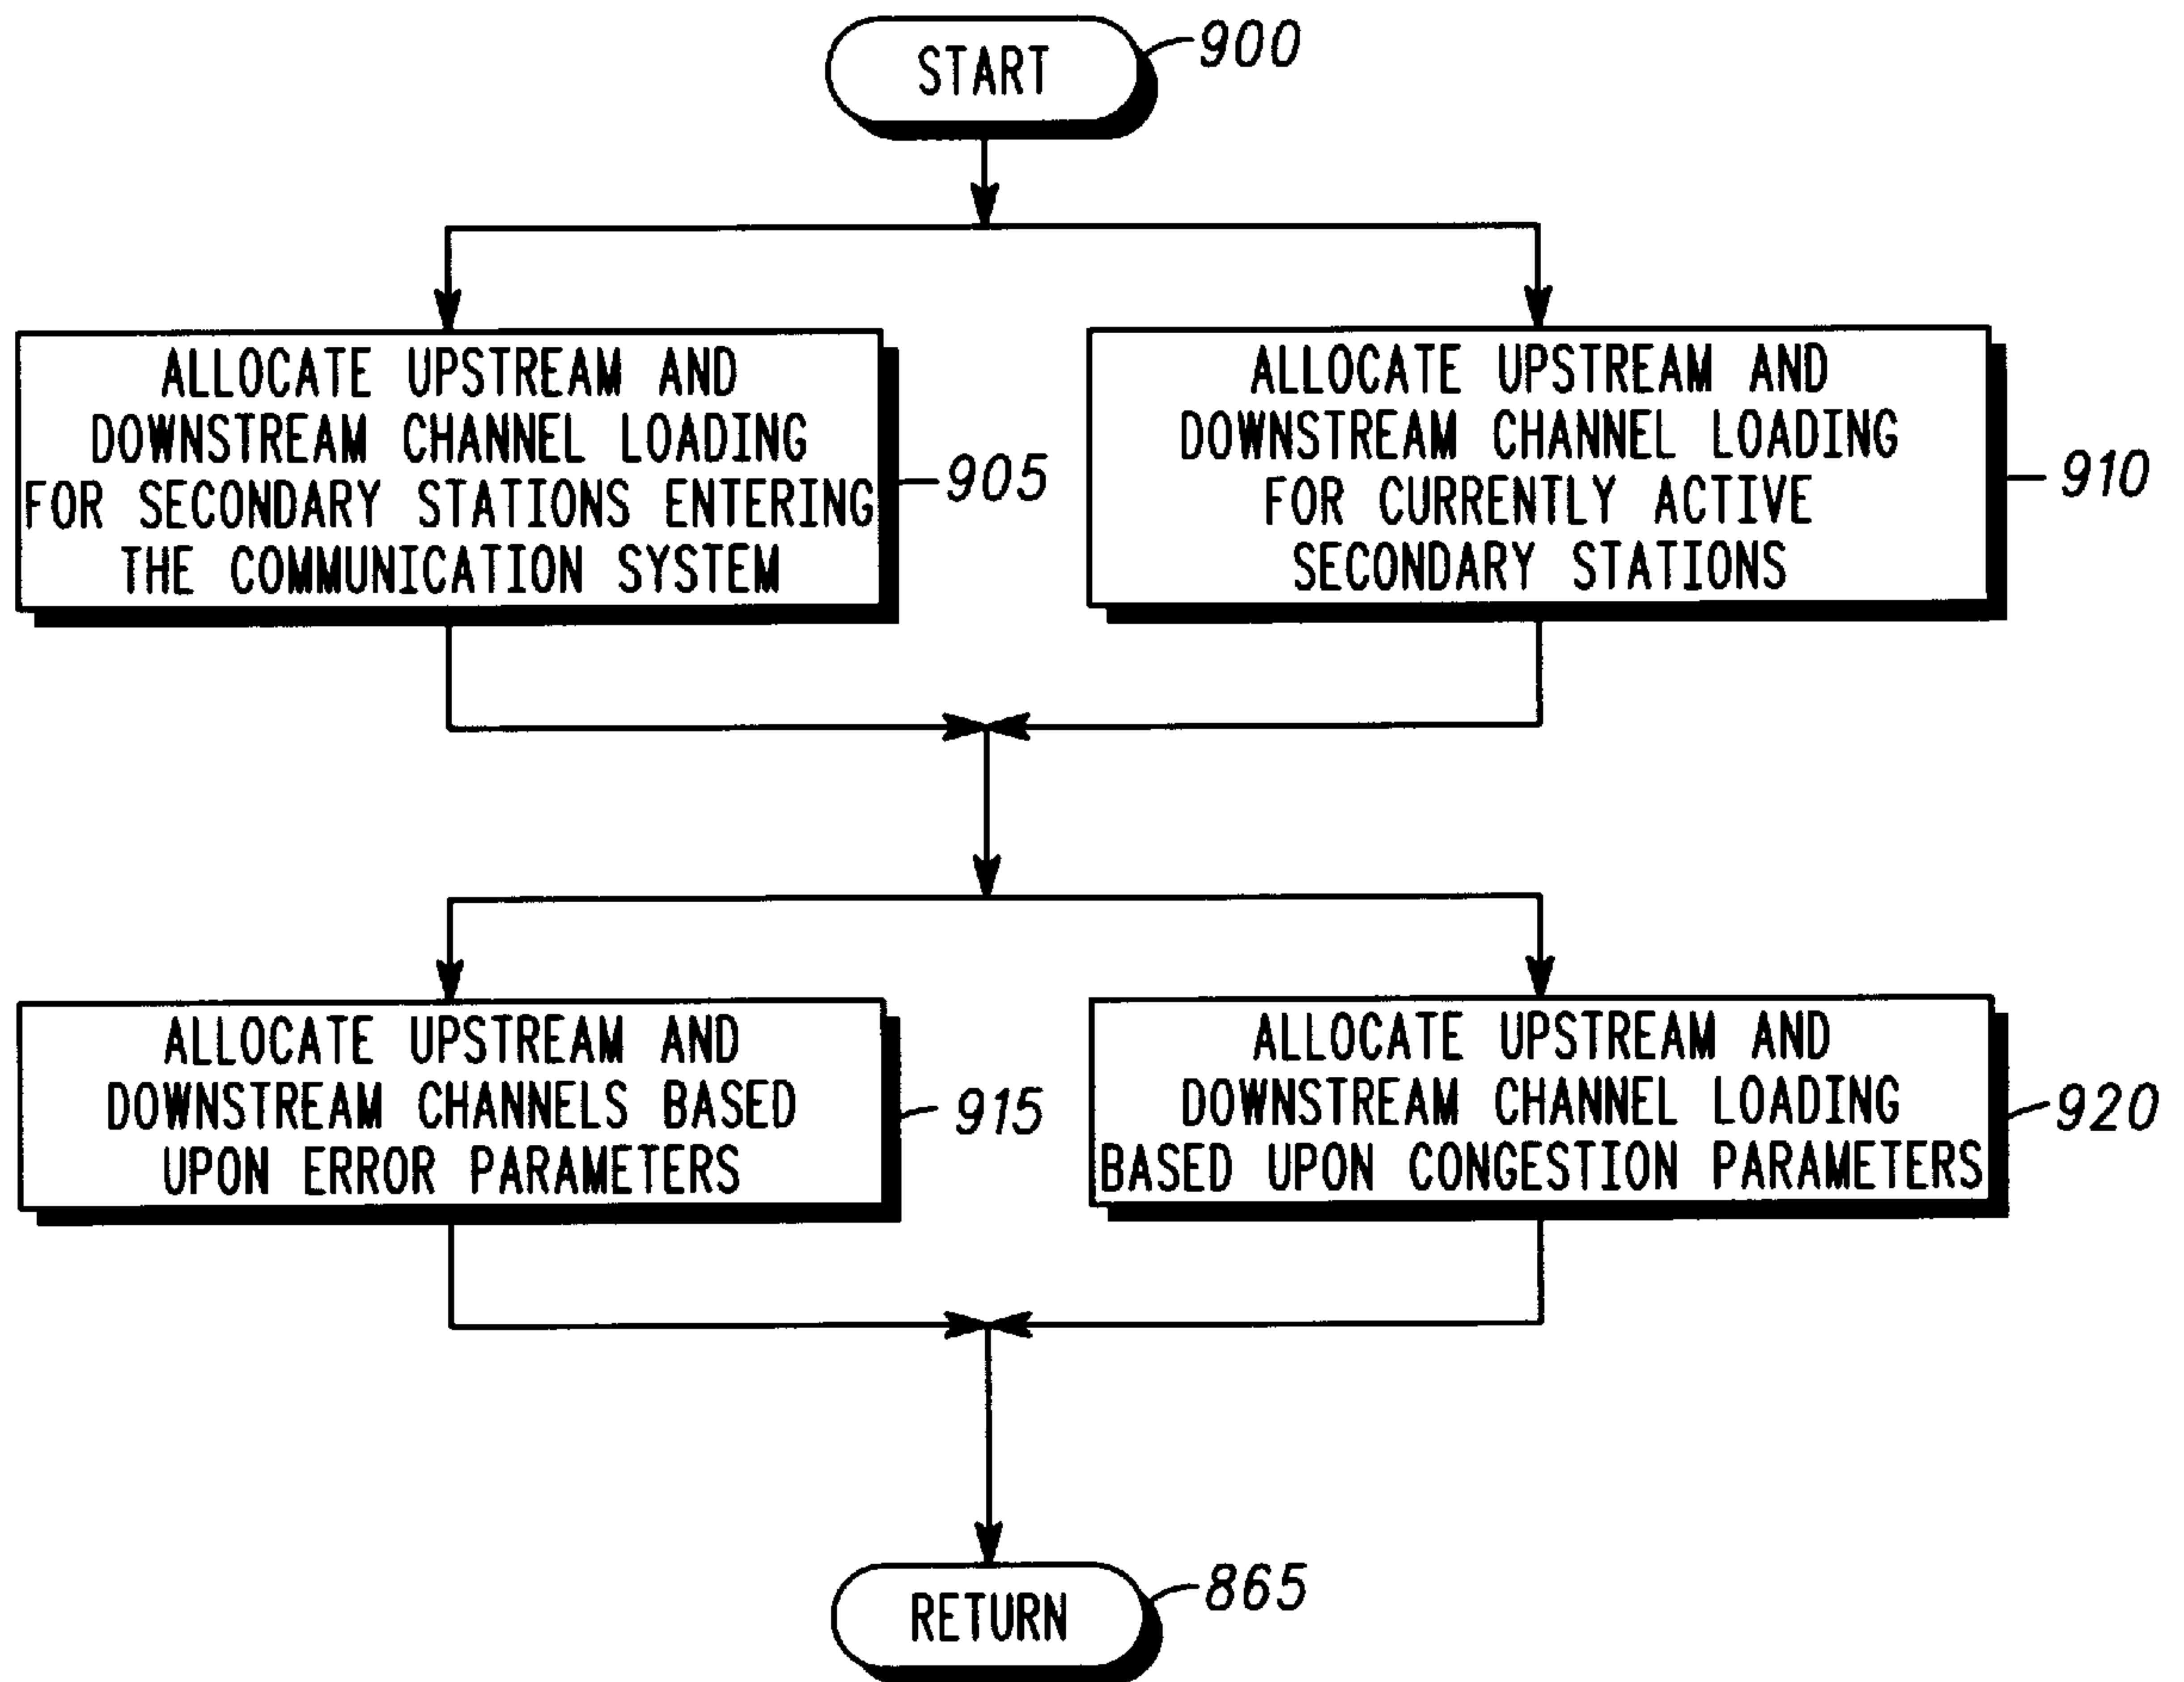 START
900
ALLOCATE UPSTREAM AND
DOWNSTREAM CHANNEL LOADING
FOR SECONDARY STATIONS ENTERING
THE COMMUNICATION SYSTEM
905
ALLOCATE UPSTREAM AND
DOWNSTREAM CHANNEL LOADING
FOR CURRENTLY ACTIVE
SECONDARY STATIONS
910
ALLOCATE UPSTREAM AND
DOWNSTREAM CHANNELS BASED
UPON ERROR PARAMETERS
915
ALLOCATE UPSTREAM AND
DOWNSTREAM CHANNEL LOADING
BASED UPON CONGESTION PARAMETERS
920
RETURN
865